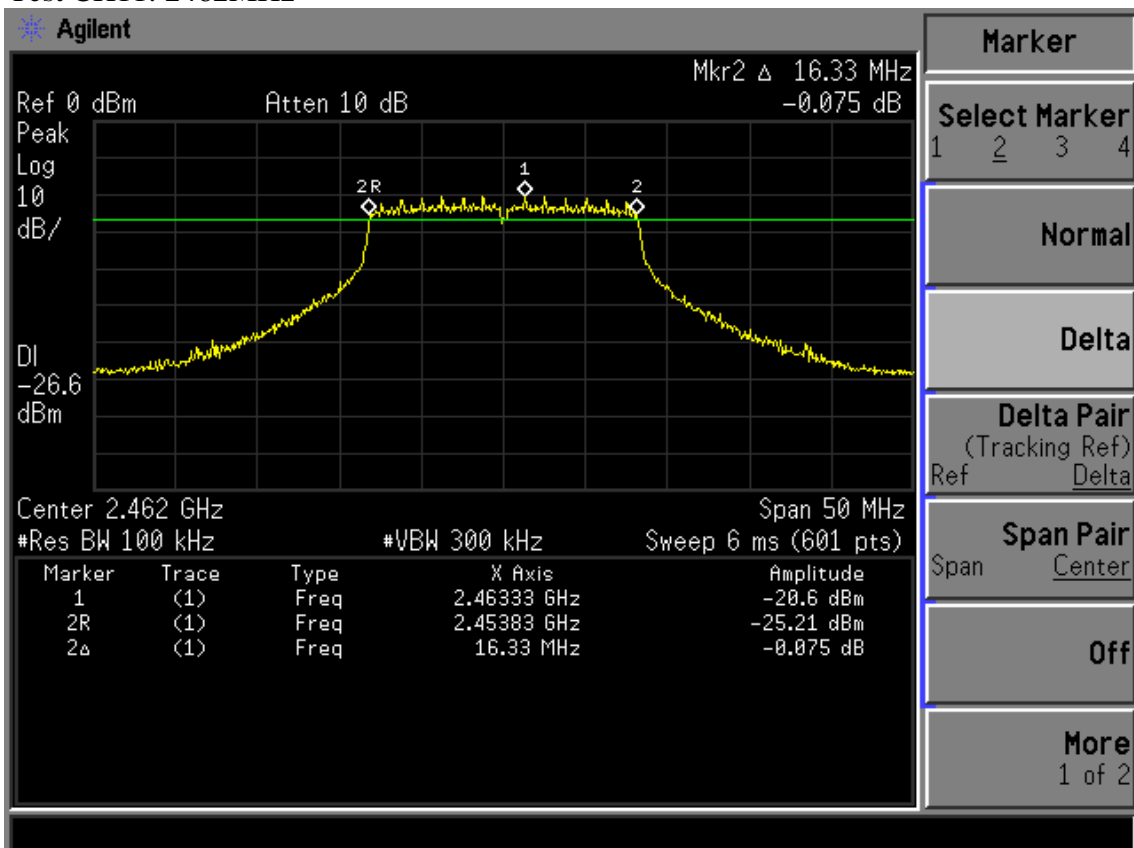 Agilent
Marker
Mkr2 Δ 16.33 MHz
Ref 0 dBm Atten 10 dB -0.075 dB
Peak
Log
10
dB/
2R 1 2
DI
-26.6
dBm
Center 2.462 GHz Span 50 MHz
#Res BW 100 kHz #VBW 300 kHz Sweep 6 ms (601 pts)
Marker Trace Type X Axis Amplitude
1 (1) Freq 2.46333 GHz -20.6 dBm
2R (1) Freq 2.45383 GHz -25.21 dBm
2Δ (1) Freq 16.33 MHz -0.075 dB
Select Marker
1 2 3 4
Normal
Delta
Delta Pair
(Tracking Ref)
Ref Delta
Span Pair
Span Center
Off
More
1 of 2